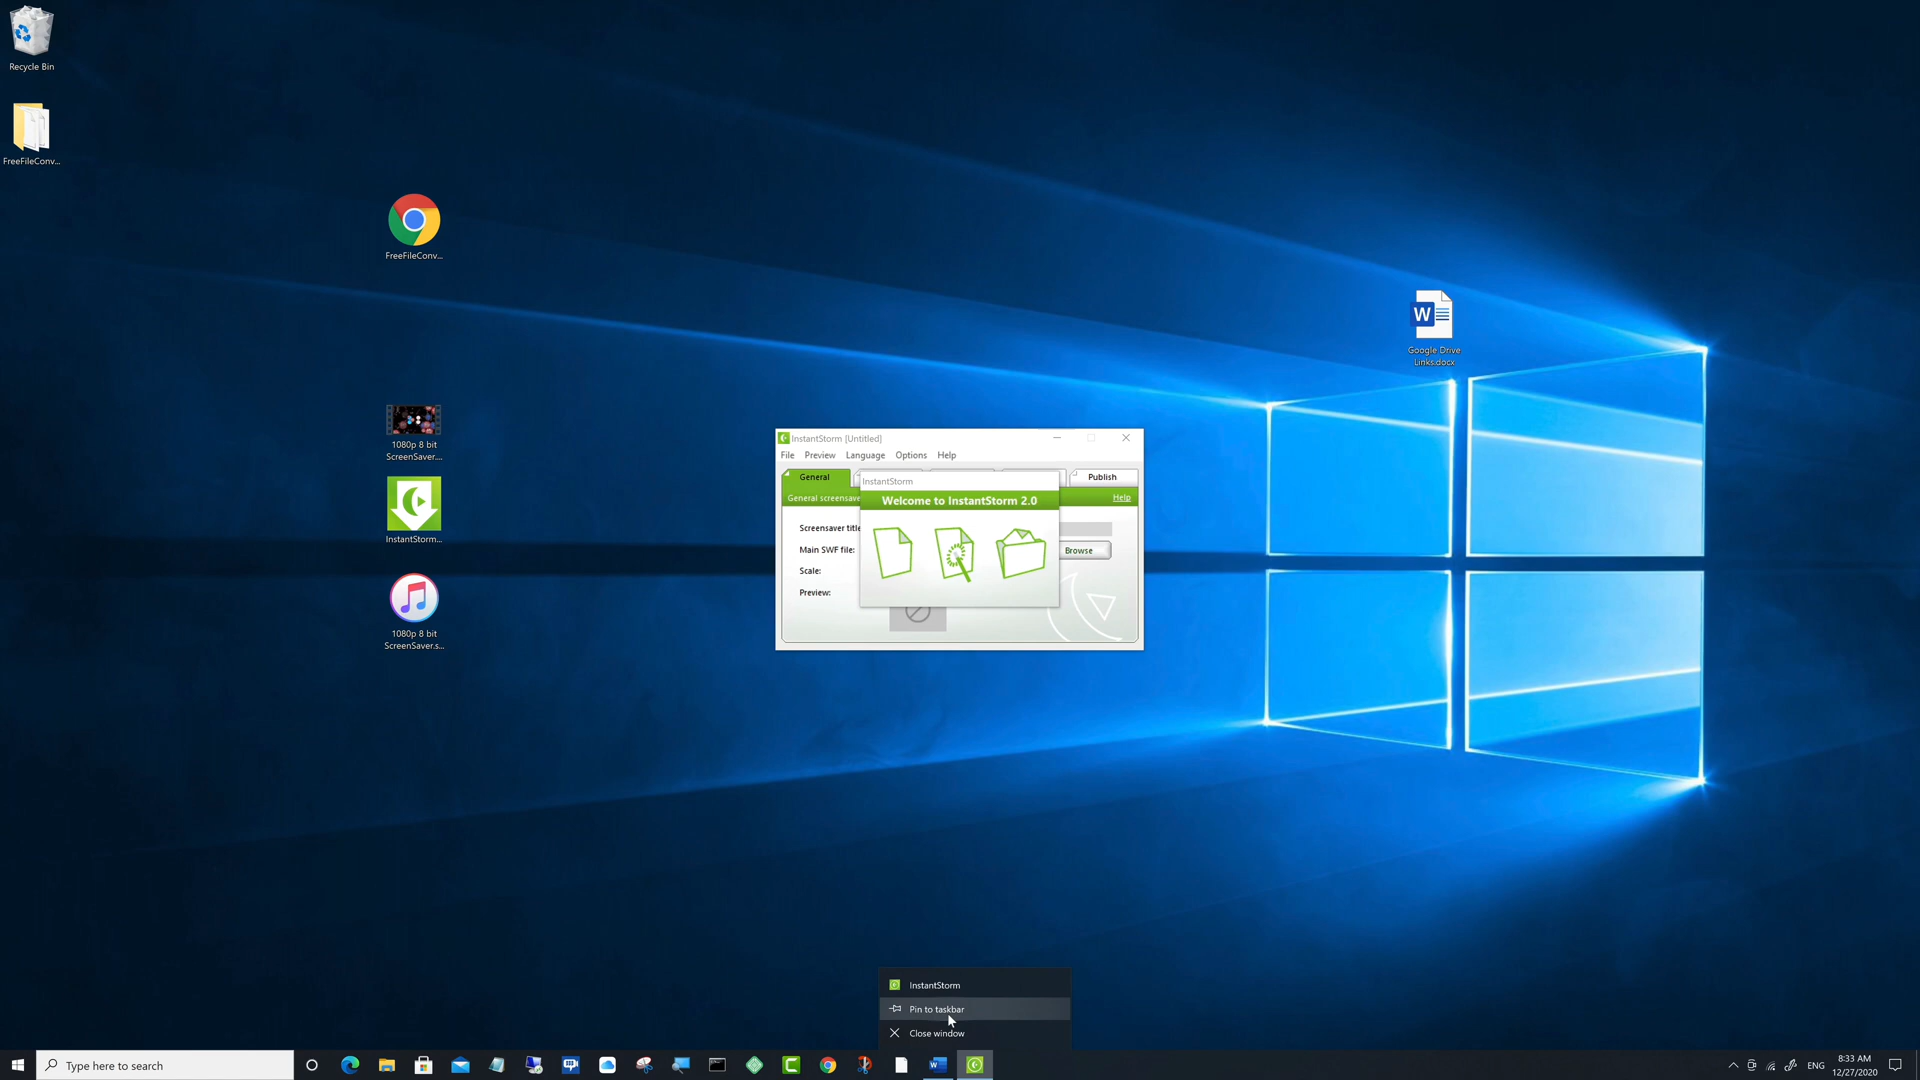 Recycle Bin
FreeFileConv...
FreeFileConv...
1080p 8 bit
ScreenSaver....
InstantStorm...
1080p 8 bit
ScreenSaver.s...
W
Google Drive
Links.docx
InstantStorm [Untitled]
File Preview Language Options Help
General
Publish
General screensave
Help
Screensaver title
Main SWF file:
Browse
Scale:
Preview:
InstantStorm
Welcome to InstantStorm 2.0
InstantStorm
Pin to taskbar
Close window
Type here to search
ENG
8:33 AM
12/27/2020